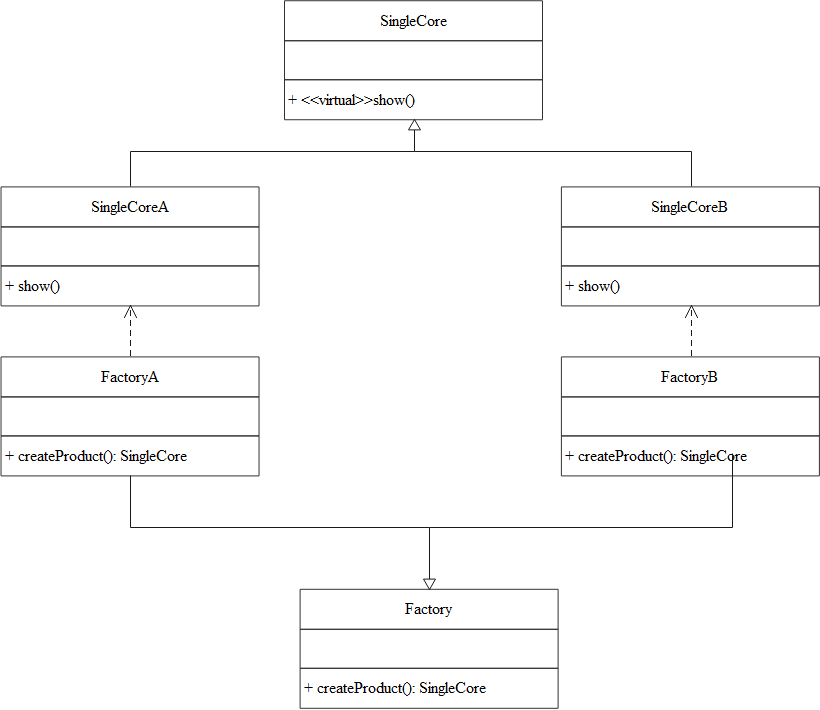 SingleCore
+ <<virtual>>show()
SingleCoreA
SingleCoreB
+ show()
+ show()
FactoryA
FactoryB
+ createProduct(): SingleCore
+ createProduct(): SingleCore
Factory
+ createProduct(): SingleCore